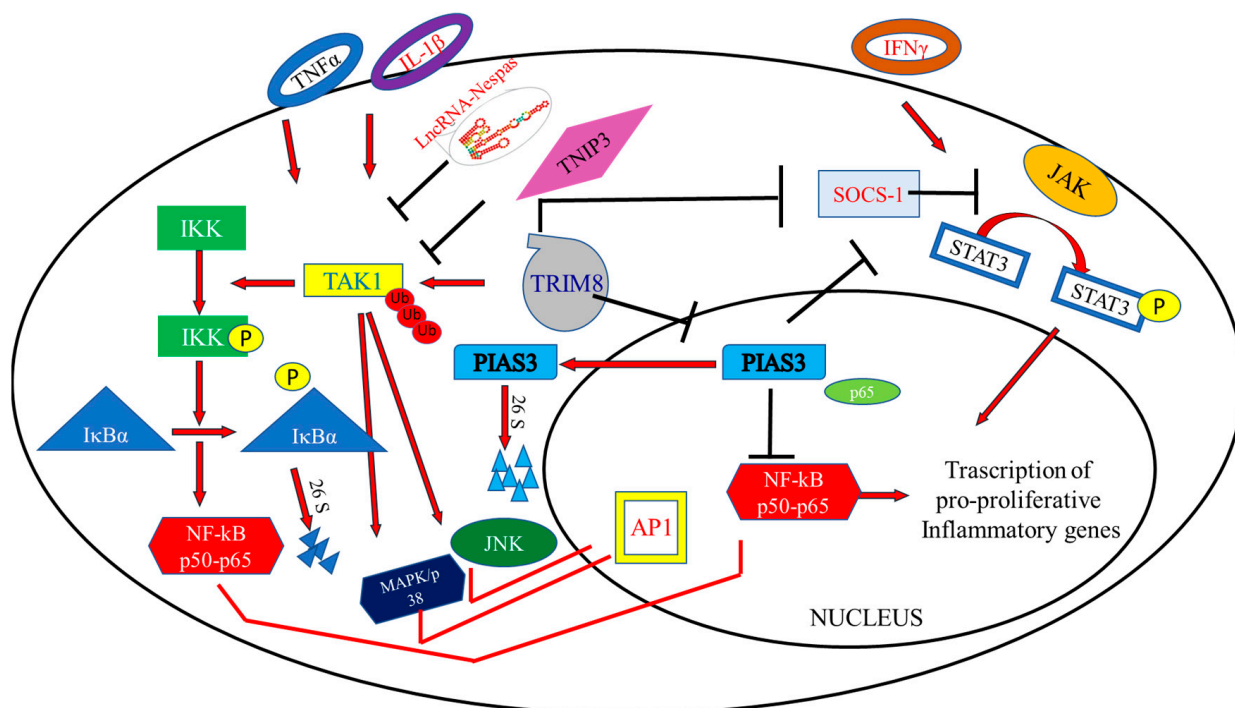 TNFα
IL-1β
IFNγ
LncRNA-Nespas
TNIP3
JAK
SOCS-1
IKK
STAT3
STAT3
P
TAK1
TRIM8
Ub
Ub
Ub
IKK
P
PIAS3
PIAS3
p65
P
26 S
IκBα
IκBα
26 S
NF-kB
p50-p65
Trascription of
pro-proliferative
Inflammatory genes
NF-kB
p50-p65
AP1
JNK
MAPK/p
38
NUCLEUS